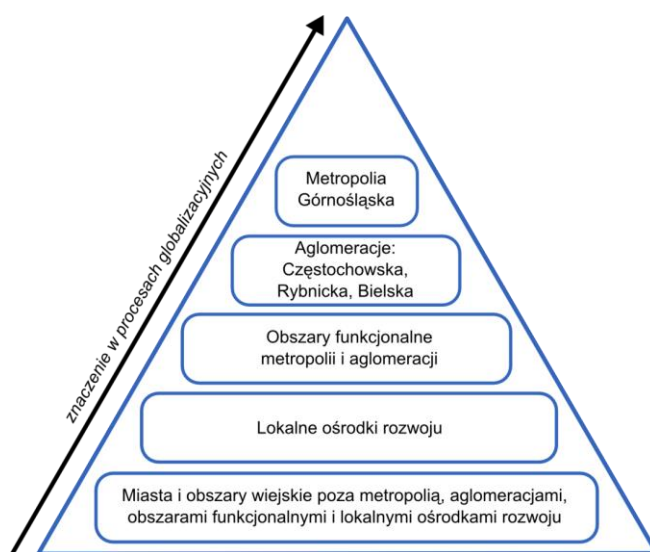 znaczenie w procesach globalizacyjnych
Metropolia
Górnośląska
Aglomeracje:
Częstochowska,
Rybnicka, Bielska
Obszary funkcjonalne
metropolii i aglomeracji
Lokalne ośrodki rozwoju
Miasta i obszary wiejskie poza metropolią, aglomeracjami,
obszarami funkcjonalnymi i lokalnymi ośrodkami rozwoju